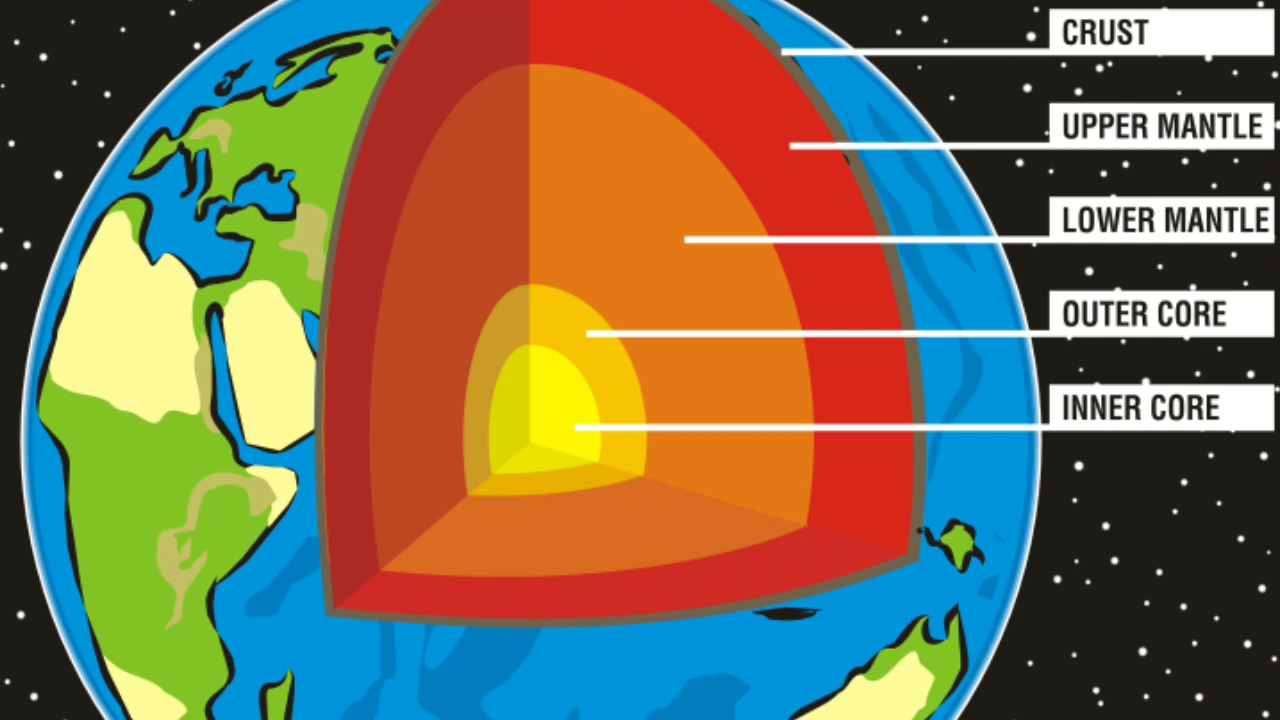 CRUST
UPPER MANTLE
LOWER MANTLE
OUTER CORE
INNER CORE